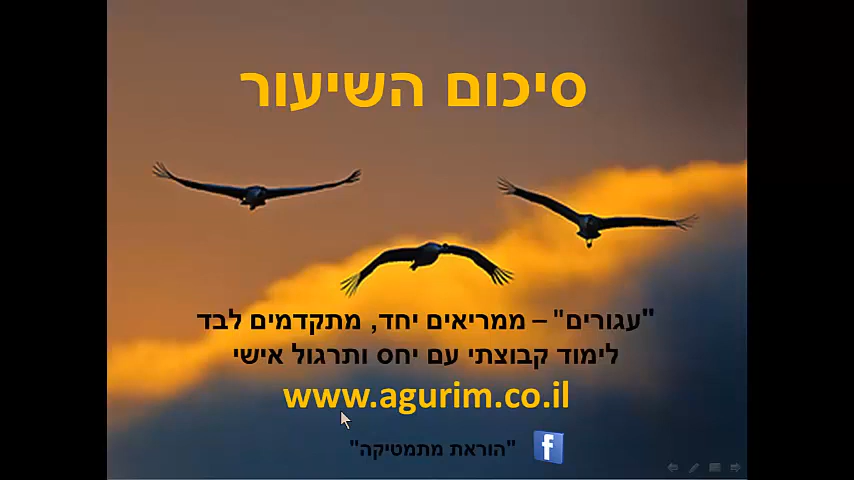 סיכום השיעור
"עגורים" – ממריאים יחד, מתקדמים לבד
לימוד קבוצתי עם יחס ותרגול אישי
www.agurim.co.il
"הוראת מתמטיקה"
f